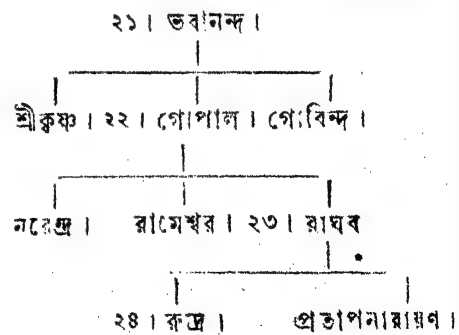 ২১। ভবানন্দ।
শ্রীকৃষ্ণ। ২২। গোপাল। গোবিন্দ।
নরেন্দ্র। রামেশ্বর। ২৩। রাঘব
২৪। রুদ্র। প্রতাপনারায়ণ।